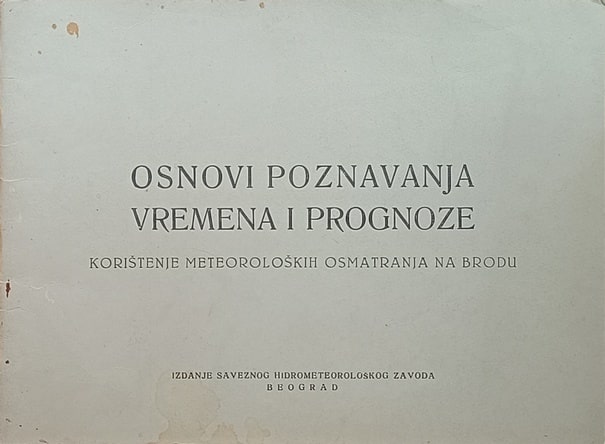 OSNOVI POZNAVANJA
VREMENA I PROGNOZE
KORIŠTENJE METEOROLOŠKIH OSMATRANJA NA BRODU
IZDANJE SAVEZNOG HIDROMETEOROLOŠKOG ZAVODA
BEOGRAD